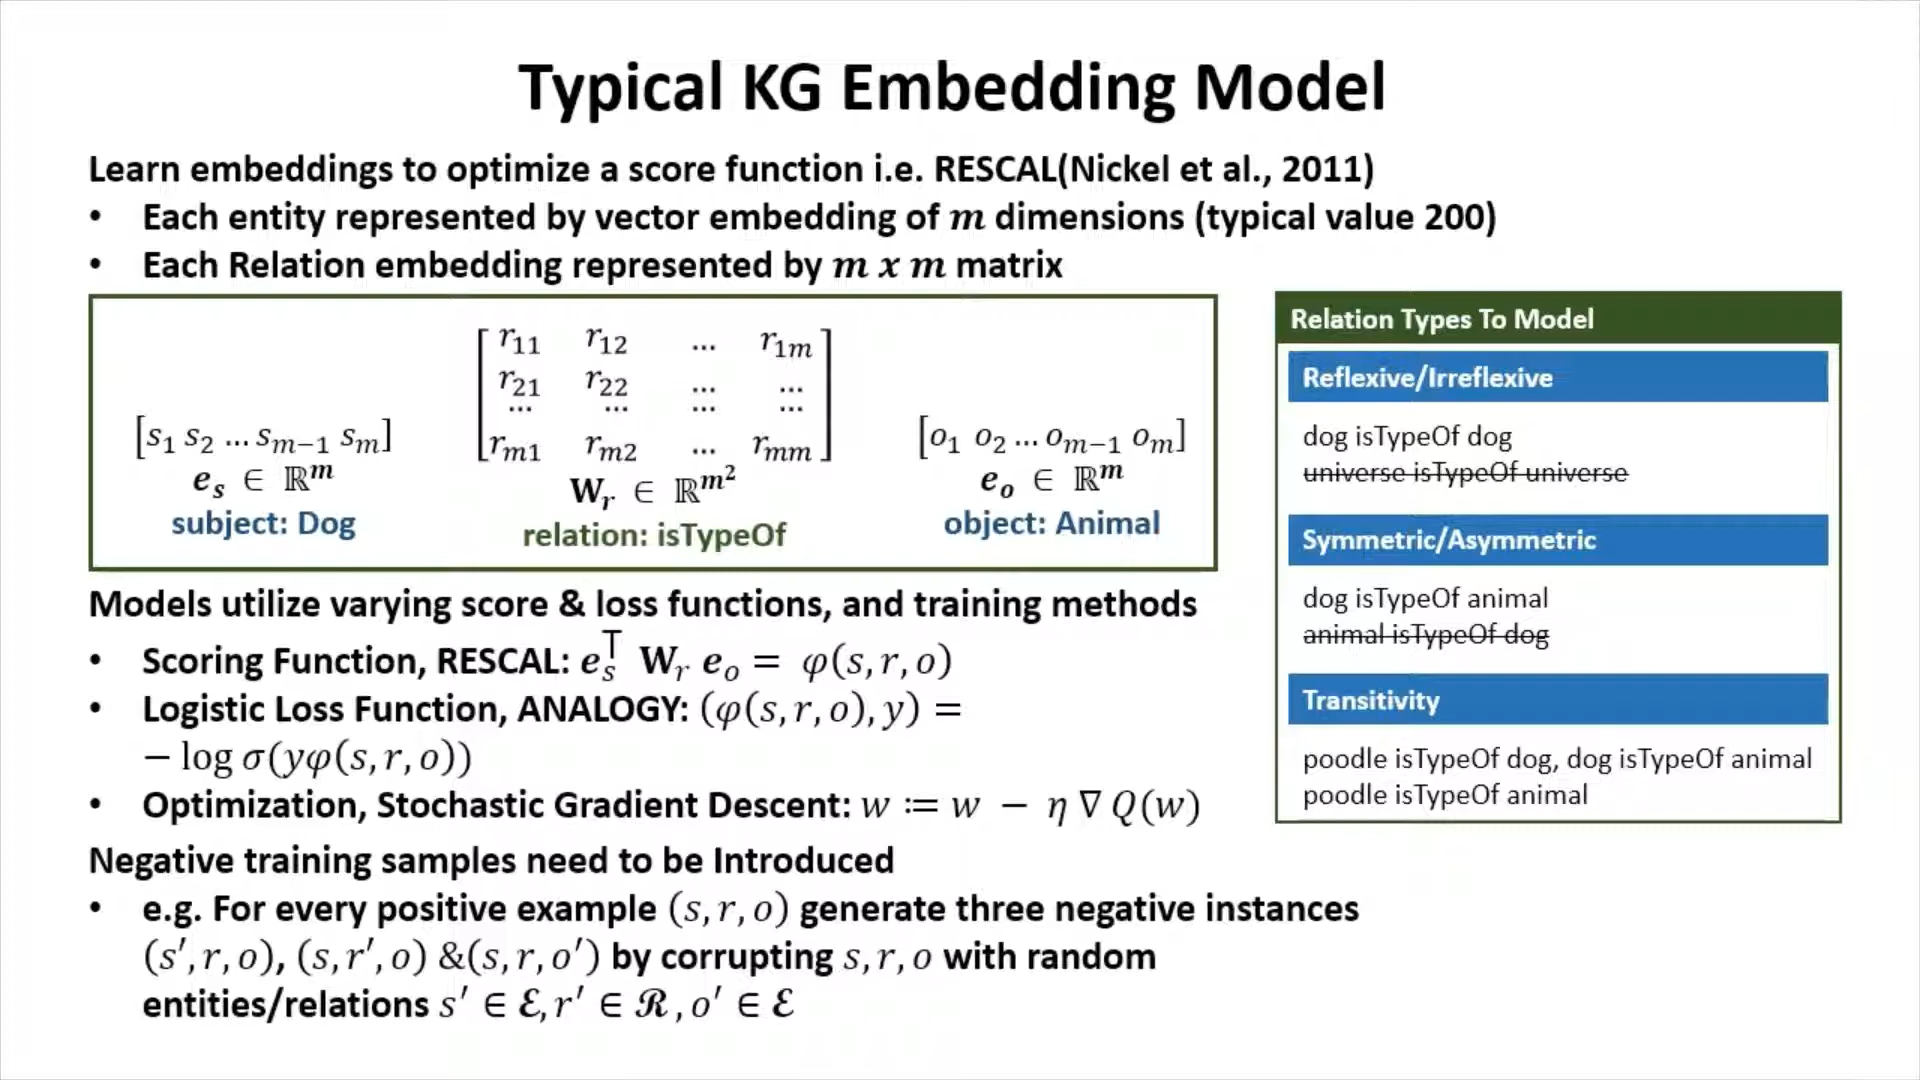 Typical KG Embedding Model
Learn embeddings to optimize a score function i.e. RESCAL(Nickel et al., 2011)
• Each entity represented by vector embedding of m dimensions (typical value 200)
• Each Relation embedding represented by m x m matrix
[s₁ s₂ … sₘ₋₁ sₘ]
eₛ ∈ ℝᵐ
subject: Dog
r₁₁ r₁₂ … r₁ₘ
r₂₁ r₂₂ … …
… … … …
rₘ₁ rₘ₂ … rₘₘ
Wᵣ ∈ ℝᵐ²
relation: isTypeOf
[o₁ o₂ … oₘ₋₁ oₘ]
eₒ ∈ ℝᵐ
object: Animal
Models utilize varying score & loss functions, and training methods
• Scoring Function, RESCAL: eₛᵀ Wᵣ eₒ = φ(s, r, o)
• Logistic Loss Function, ANALOGY: (φ(s, r, o), y) =
− log σ(yφ(s, r, o))
• Optimization, Stochastic Gradient Descent: w ≔ w − η ∇ Q(w)
Negative training samples need to be Introduced
• e.g. For every positive example (s, r, o) generate three negative instances
(s′, r, o), (s, r′, o) &(s, r, o′) by corrupting s, r, o with random
entities/relations s′ ∈ ℰ, r′ ∈ ℛ, o′ ∈ ℰ
Relation Types To Model
Reflexive/Irreflexive
dog isTypeOf dog
universe isTypeOf universe
Symmetric/Asymmetric
dog isTypeOf animal
animal isTypeOf dog
Transitivity
poodle isTypeOf dog, dog isTypeOf animal
poodle isTypeOf animal